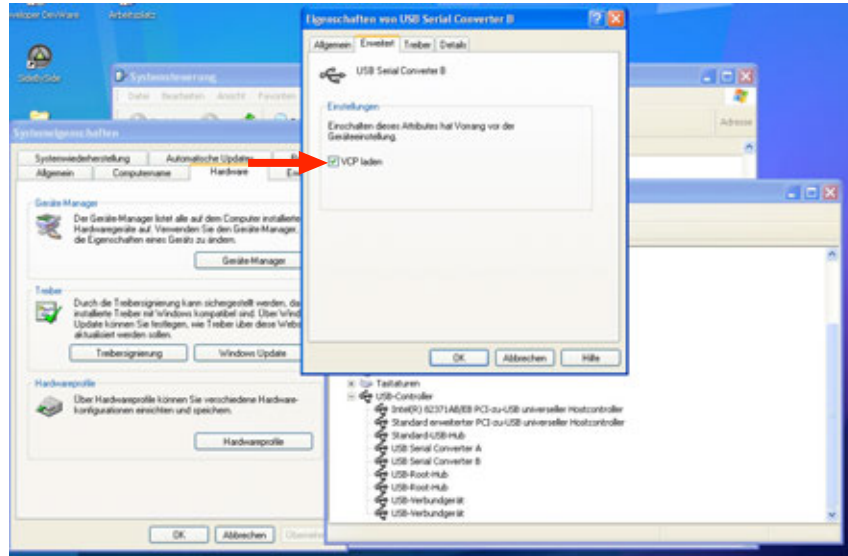 Arbeitsplatz
SidebySide
Systemsteuerung
Datei Bearbeiten Ansicht Favoriten
Adresse
Eigenschaften von USB Serial Converter B
Allgemein Erweitert Treiber Details
USB Serial Converter B
Einstellungen
Einschalten dieses Attributes hat Vorrang vor der
Geräteeinstellung.
VCP laden
OK Abbrechen Hilfe
Systemeigenschaften
Systemwiederherstellung Automatische Updates
Allgemein Computername Hardware
Geräte-Manager
Der Geräte-Manager listet alle auf dem Computer installierte
Hardwaregeräte auf. Verwenden Sie den Geräte-Manager,
die Eigenschaften eines Geräts zu ändern.
Geräte-Manager
Treiber
Durch die Treibersignierung kann sichergestellt werden, da
installierte Treiber mit Windows kompatibel sind. Über Wind
Update können Sie festlegen, wie Treiber über diese Webs
aktualisiert werden sollen.
Treibersignierung Windows Update
Hardwareprofile
Über Hardwareprofile können Sie verschiedene Hardware-
konfigurationen einrichten und speichern.
Hardwareprofile
OK Abbrechen
Tastaturen
USB-Controller
Intel(R) 82371AB/EB PCI-zu-USB universeller Hostcontroller
Standard erweiterter PCI-zu-USB universeller Hostcontroller
Standard-USB-Hub
USB Serial Converter A
USB Serial Converter B
USB-Root-Hub
USB-Root-Hub
USB-Verbundgerät
USB-Verbundgerät